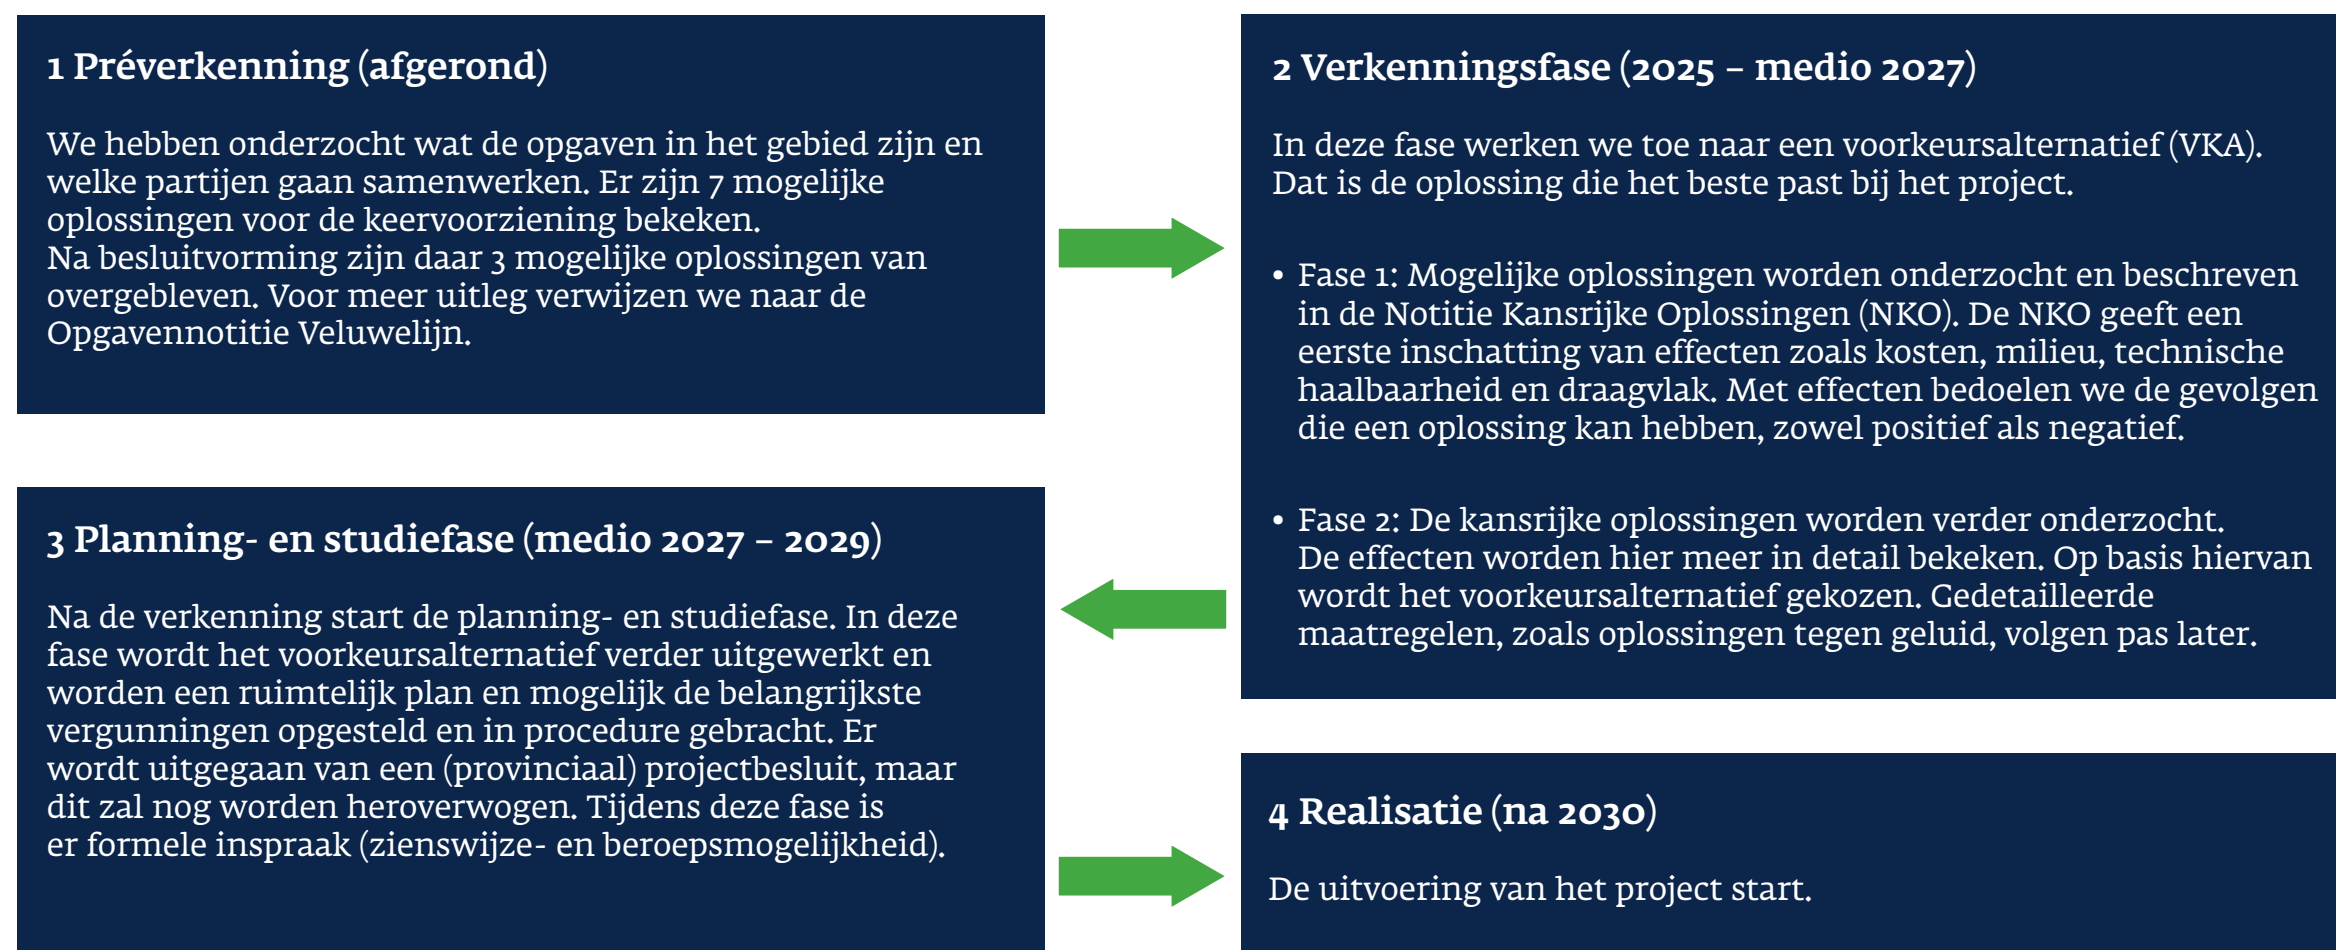 1 Préverkenning (afgerond)
We hebben onderzocht wat de opgaven in het gebied zijn en
welke partijen gaan samenwerken. Er zijn 7 mogelijke
oplossingen voor de keervoorziening bekeken.
Na besluitvorming zijn daar 3 mogelijke oplossingen van
overgebleven. Voor meer uitleg verwijzen we naar de
Opgavennotitie Veluwelijn.
2 Verkenningsfase (2025 – medio 2027)
In deze fase werken we toe naar een voorkeursalternatief (VKA).
Dat is de oplossing die het beste past bij het project.
• Fase 1: Mogelijke oplossingen worden onderzocht en beschreven
in de Notitie Kansrijke Oplossingen (NKO). De NKO geeft een
eerste inschatting van effecten zoals kosten, milieu, technische
haalbaarheid en draagvlak. Met effecten bedoelen we de gevolgen
die een oplossing kan hebben, zowel positief als negatief.
• Fase 2: De kansrijke oplossingen worden verder onderzocht.
De effecten worden hier meer in detail bekeken. Op basis hiervan
wordt het voorkeursalternatief gekozen. Gedetailleerde
maatregelen, zoals oplossingen tegen geluid, volgen pas later.
3 Planning- en studiefase (medio 2027 – 2029)
Na de verkenning start de planning- en studiefase. In deze
fase wordt het voorkeursalternatief verder uitgewerkt en
worden een ruimtelijk plan en mogelijk de belangrijkste
vergunningen opgesteld en in procedure gebracht. Er
wordt uitgegaan van een (provinciaal) projectbesluit, maar
dit zal nog worden heroverwogen. Tijdens deze fase is
er formele inspraak (zienswijze- en beroepsmogelijkheid).
4 Realisatie (na 2030)
De uitvoering van het project start.